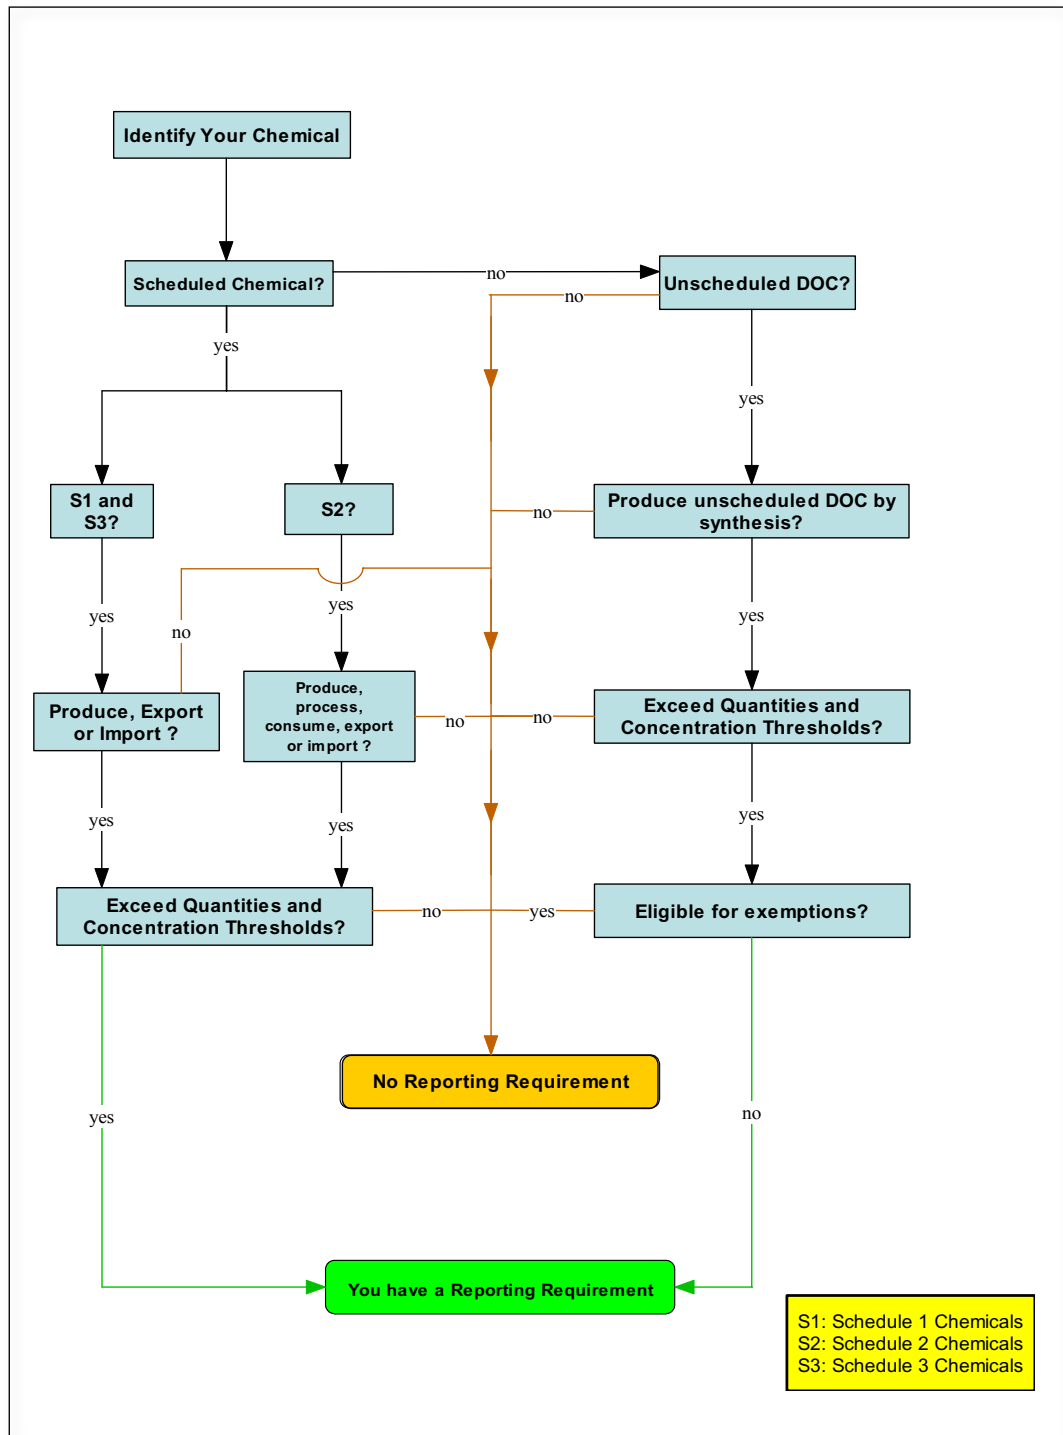 Identify Your Chemical
Scheduled Chemical?
no
Unscheduled DOC?
no
yes
yes
S1 and
S3?
S2?
Produce unscheduled DOC by
synthesis?
no
yes
yes
yes
no
Produce, Export
or Import ?
Produce,
process,
consume, export
or import ?
no
no
Exceed Quantities and
Concentration Thresholds?
yes
yes
yes
Exceed Quantities and
Concentration Thresholds?
no
yes
Eligible for exemptions?
No Reporting Requirement
yes
no
You have a Reporting Requirement
S1: Schedule 1 Chemicals
S2: Schedule 2 Chemicals
S3: Schedule 3 Chemicals